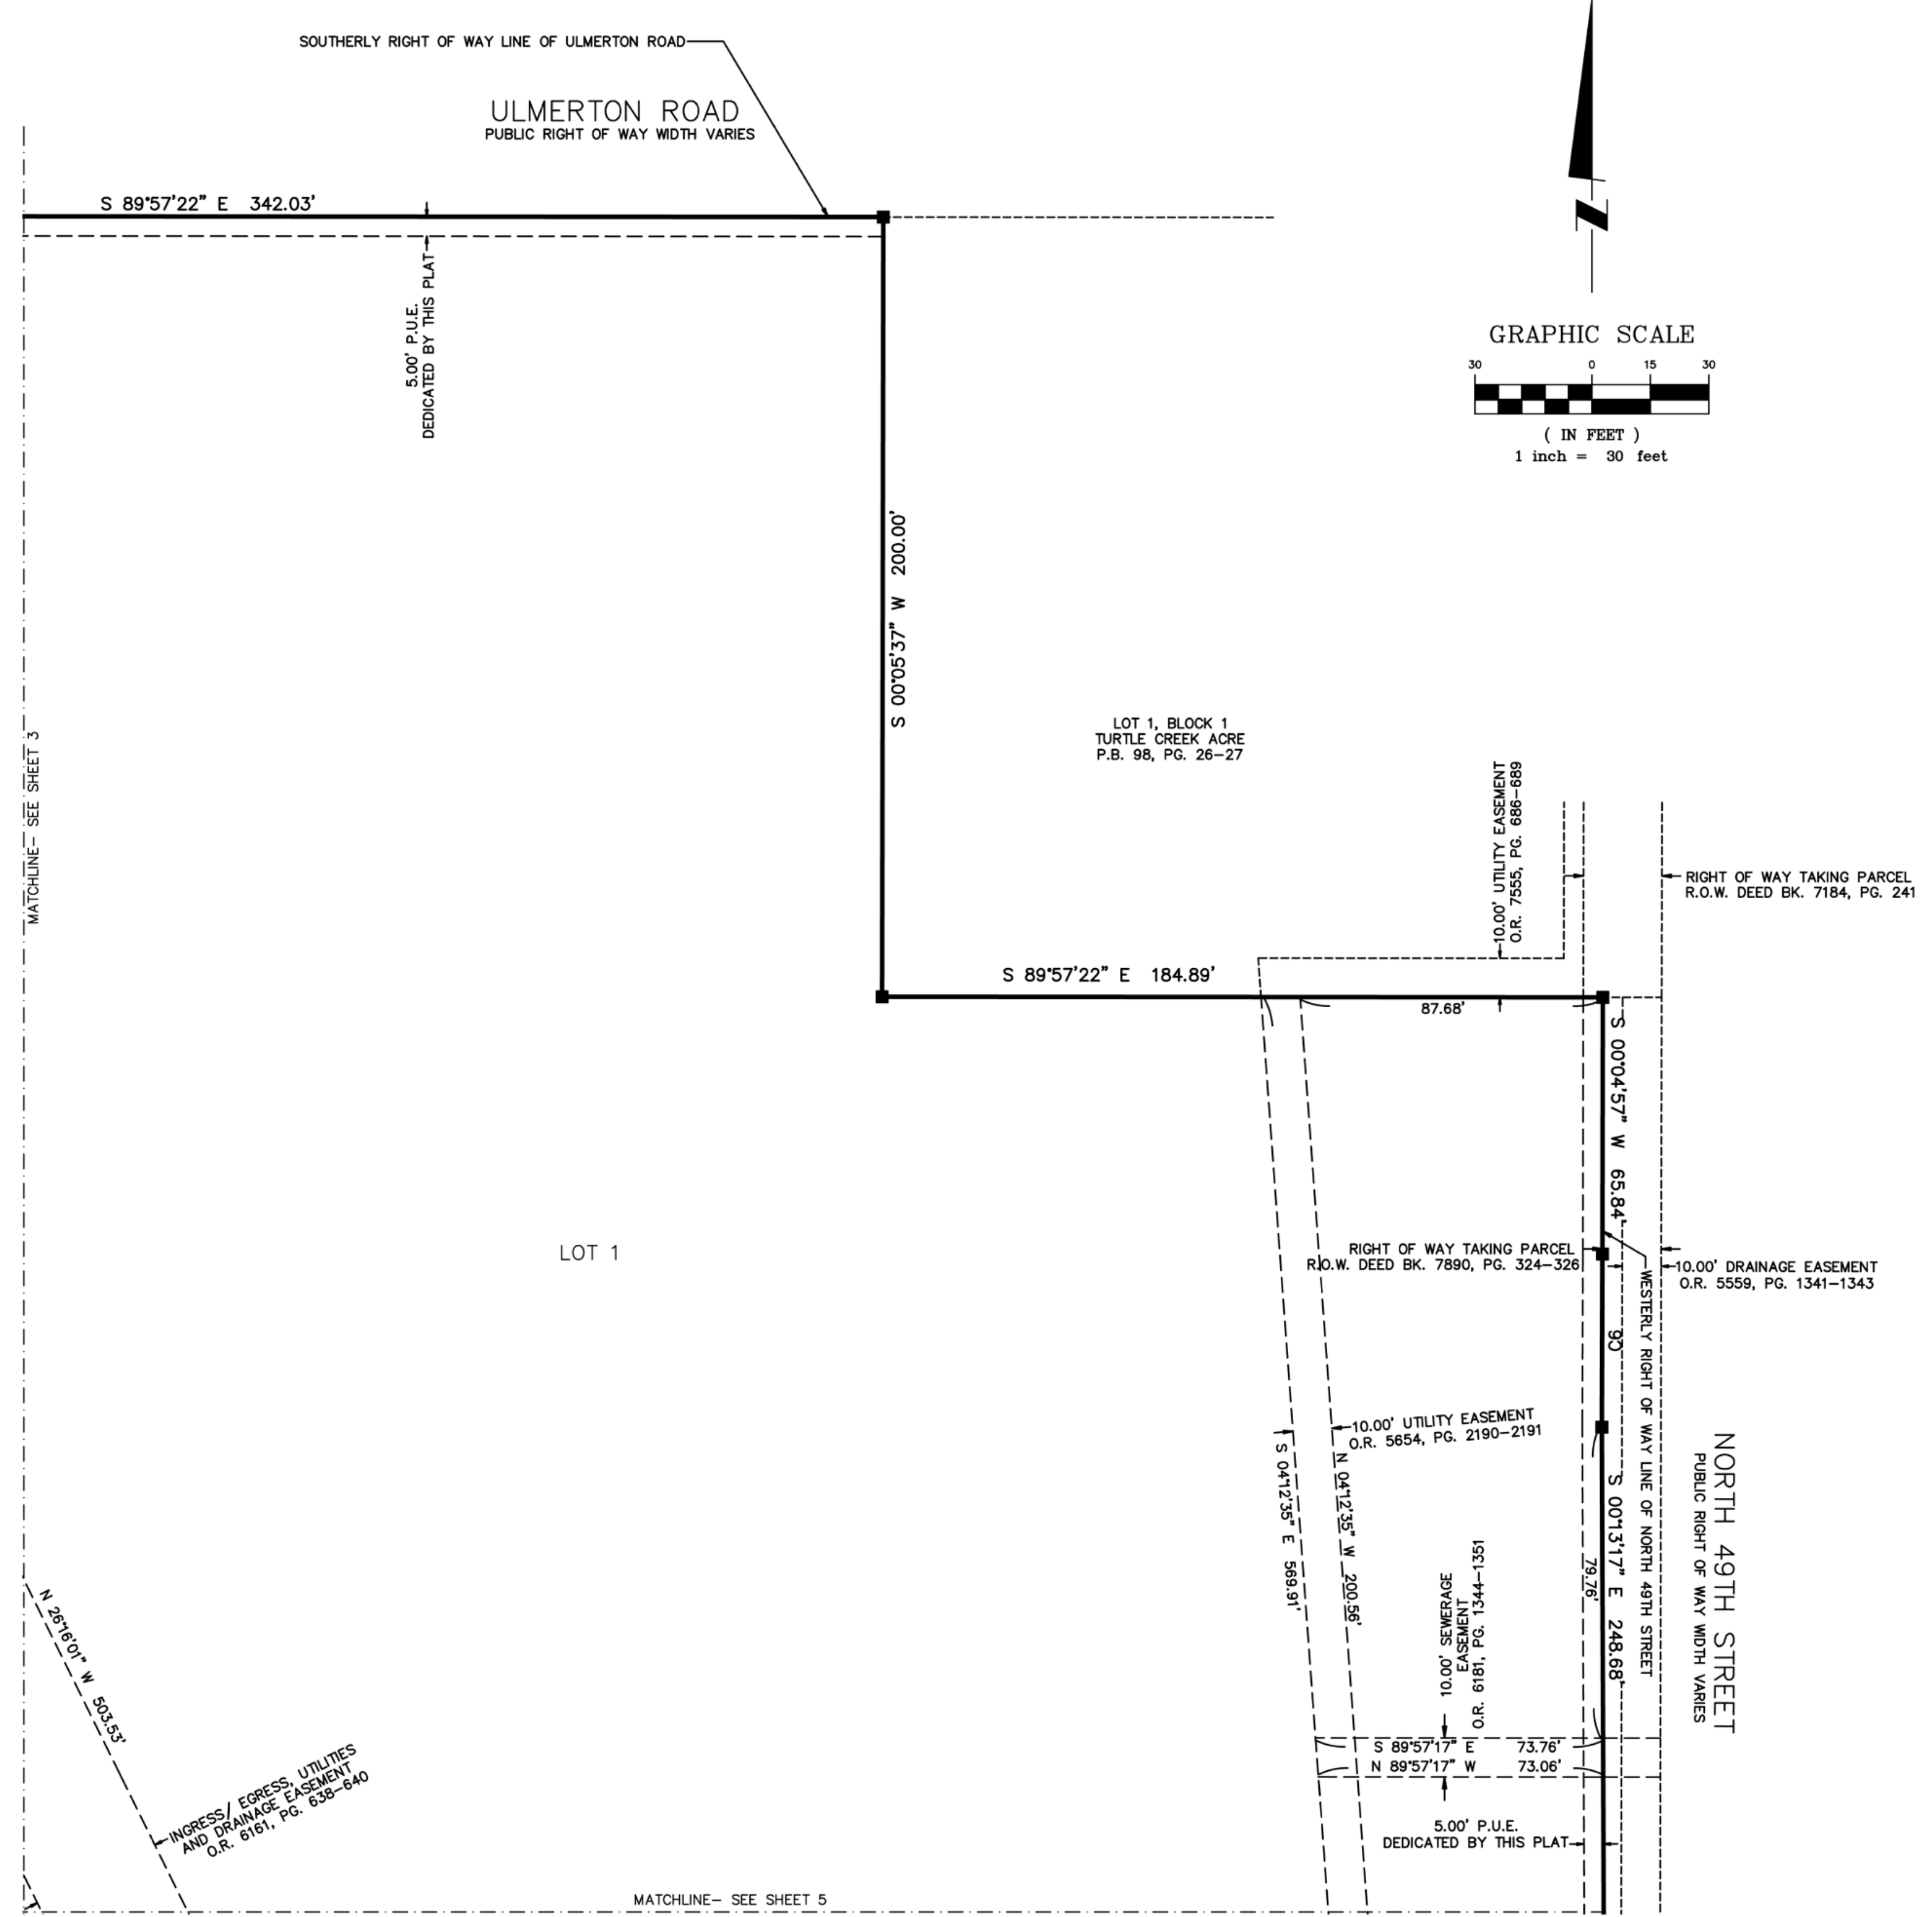 SOUTHERLY RIGHT OF WAY LINE OF ULMERTON ROAD
ULMERTON ROAD
PUBLIC RIGHT OF WAY WIDTH VARIES
S 89°57'22" E 342.03'
5.00' P.U.E.
DEDICATED BY THIS PLAT
GRAPHIC SCALE
30 0 15 30
( IN FEET )
1 inch = 30 feet
N
S 00°05'37" W 200.00'
MATCHLINE- SEE SHEET 3
LOT 1, BLOCK 1
TURTLE CREEK ACRE
P.B. 98, PG. 26-27
10.00' UTILITY EASEMENT
O.R. 7555, PG. 686-689
RIGHT OF WAY TAKING PARCEL
R.O.W. DEED BK. 7184, PG. 241
S 89°57'22" E 184.89'
87.68'
S 00°04'57" W 65.84'
LOT 1
RIGHT OF WAY TAKING PARCEL
R.O.W. DEED BK. 7890, PG. 324-326
10.00' DRAINAGE EASEMENT
O.R. 5559, PG. 1341-1343
WESTERLY RIGHT OF WAY LINE OF NORTH 49TH STREET
C6
10.00' UTILITY EASEMENT
O.R. 5654, PG. 2190-2191
S 04°12'35" E 569.91'
N 04°12'35" W 200.56'
NORTH 49TH STREET
PUBLIC RIGHT OF WAY WIDTH VARIES
S 00°13'17" E 248.68'
79.76'
10.00' SEWERAGE
EASEMENT
O.R. 6181, PG. 1344-1351
S 89°57'17" E 73.76'
N 89°57'17" W 73.06'
5.00' P.U.E.
DEDICATED BY THIS PLAT
N 26°16'01" W 503.53'
INGRESS/ EGRESS, UTILITIES
AND DRAINAGE EASEMENT
O.R. 6161, PG. 638-640
MATCHLINE- SEE SHEET 5